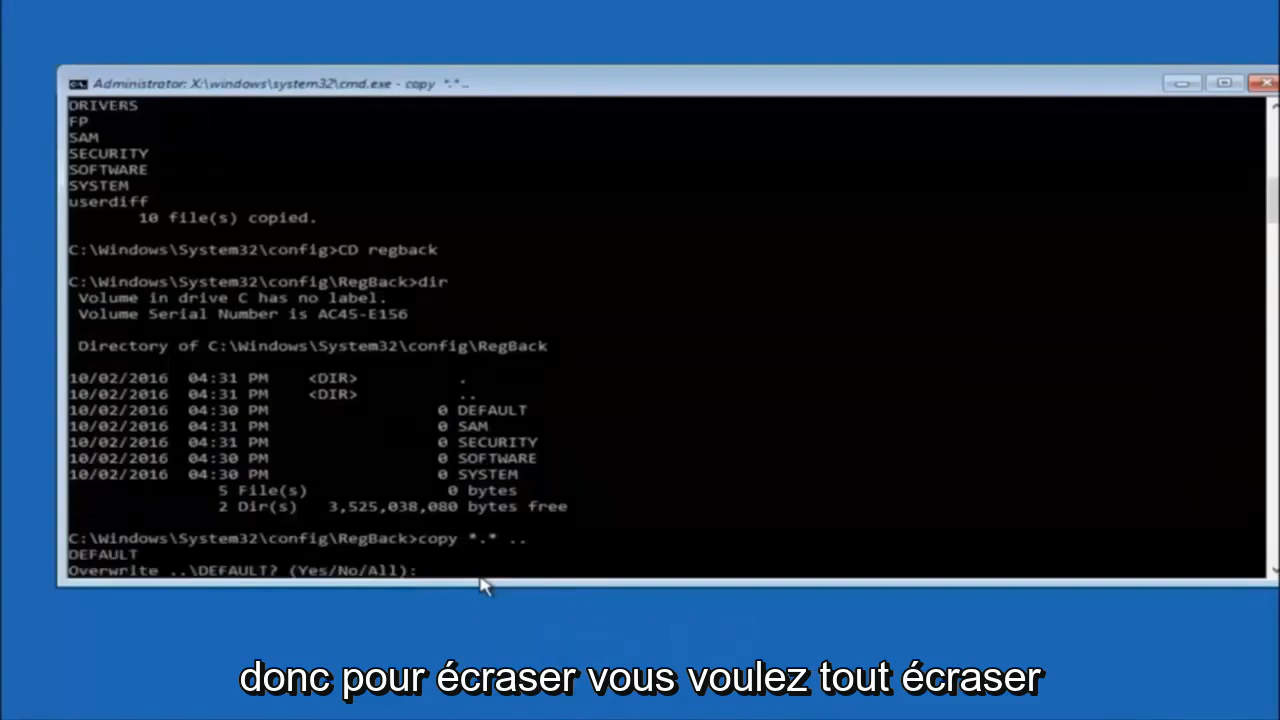 Administrator: X:\windows\system32\cmd.exe - copy *.* ..
DRIVERS
FP
SAM
SECURITY
SOFTWARE
SYSTEM
userdiff
10 file(s) copied.
C:\Windows\System32\config>CD regback
C:\Windows\System32\config\RegBack>dir
Volume in drive C has no label.
Volume Serial Number is AC45-E156
Directory of C:\Windows\System32\config\RegBack
10/02/2016 04:31 PM <DIR> .
10/02/2016 04:31 PM <DIR> ..
10/02/2016 04:30 PM 0 DEFAULT
10/02/2016 04:31 PM 0 SAM
10/02/2016 04:31 PM 0 SECURITY
10/02/2016 04:30 PM 0 SOFTWARE
10/02/2016 04:30 PM 0 SYSTEM
5 File(s) 0 bytes
2 Dir(s) 3,525,038,080 bytes free
C:\Windows\System32\config\RegBack>copy *.* ..
DEFAULT
Overwrite ..\DEFAULT? (Yes/No/All):
donc pour écraser vous voulez tout écraser